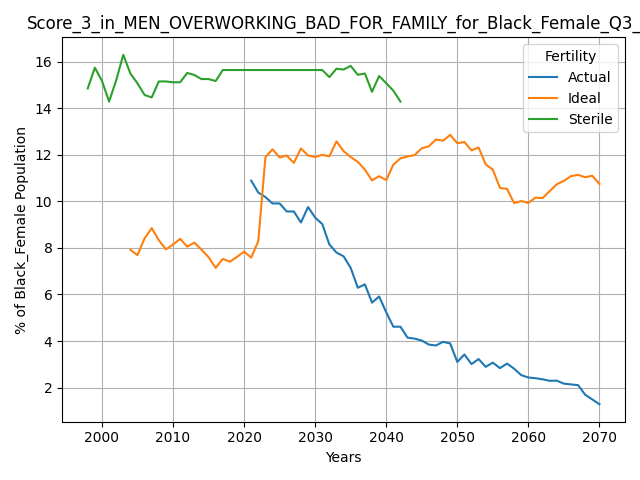 Score_3_in_MEN_OVERWORKING_BAD_FOR_FAMILY_for_Black_Female_Q3_
Fertility
Actual
Ideal
Sterile
% of Black_Female Population
16
14
12
10
8
6
4
2
2000 2010 2020 2030 2040 2050 2060 2070
Years